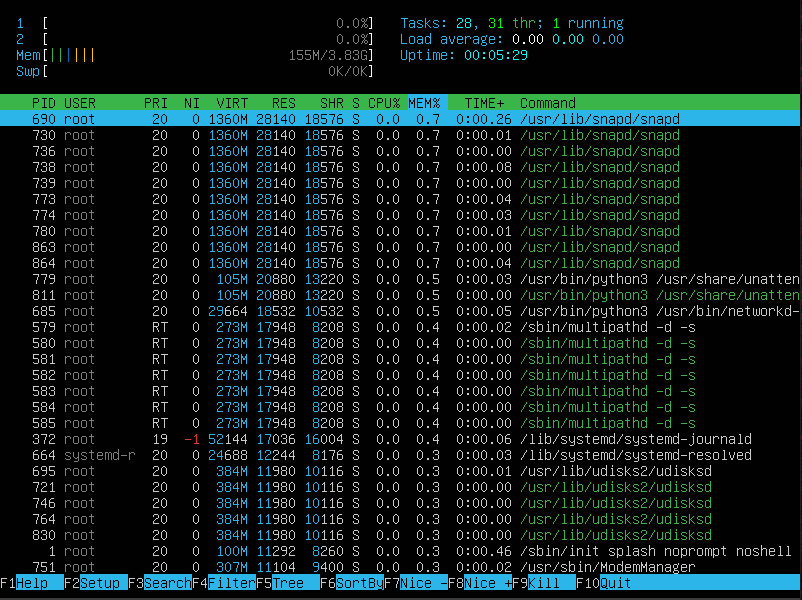 1 [ 0.0%] Tasks: 28, 31 thr; 1 running
2 [ 0.0%] Load average: 0.00 0.00 0.00
Mem[||||||| 155M/3.83G] Uptime: 00:05:29
Swp[ 0K/0K]
PID USER PRI NI VIRT RES SHR S CPU% MEM% TIME+ Command
690 root 20 0 1360M 28140 18576 S 0.0 0.7 0:00.26 /usr/lib/snapd/snapd
730 root 20 0 1360M 28140 18576 S 0.0 0.7 0:00.01 /usr/lib/snapd/snapd
736 root 20 0 1360M 28140 18576 S 0.0 0.7 0:00.00 /usr/lib/snapd/snapd
738 root 20 0 1360M 28140 18576 S 0.0 0.7 0:00.08 /usr/lib/snapd/snapd
739 root 20 0 1360M 28140 18576 S 0.0 0.7 0:00.00 /usr/lib/snapd/snapd
773 root 20 0 1360M 28140 18576 S 0.0 0.7 0:00.04 /usr/lib/snapd/snapd
774 root 20 0 1360M 28140 18576 S 0.0 0.7 0:00.03 /usr/lib/snapd/snapd
780 root 20 0 1360M 28140 18576 S 0.0 0.7 0:00.01 /usr/lib/snapd/snapd
863 root 20 0 1360M 28140 18576 S 0.0 0.7 0:00.00 /usr/lib/snapd/snapd
864 root 20 0 1360M 28140 18576 S 0.0 0.7 0:00.04 /usr/lib/snapd/snapd
779 root 20 0 105M 20880 13220 S 0.0 0.5 0:00.03 /usr/bin/python3 /usr/share/unatten
811 root 20 0 105M 20880 13220 S 0.0 0.5 0:00.00 /usr/bin/python3 /usr/share/unatten
685 root 20 0 29664 18532 10532 S 0.0 0.5 0:00.05 /usr/bin/python3 /usr/bin/networkd-
579 root RT 0 273M 17948 8208 S 0.0 0.4 0:00.02 /sbin/multipathd -d -s
580 root RT 0 273M 17948 8208 S 0.0 0.4 0:00.00 /sbin/multipathd -d -s
581 root RT 0 273M 17948 8208 S 0.0 0.4 0:00.00 /sbin/multipathd -d -s
582 root RT 0 273M 17948 8208 S 0.0 0.4 0:00.00 /sbin/multipathd -d -s
583 root RT 0 273M 17948 8208 S 0.0 0.4 0:00.00 /sbin/multipathd -d -s
584 root RT 0 273M 17948 8208 S 0.0 0.4 0:00.00 /sbin/multipathd -d -s
585 root RT 0 273M 17948 8208 S 0.0 0.4 0:00.00 /sbin/multipathd -d -s
372 root 19 -1 52144 17036 16004 S 0.0 0.4 0:00.06 /lib/systemd/systemd-journald
664 systemd-r 20 0 24688 12244 8176 S 0.0 0.3 0:00.03 /lib/systemd/systemd-resolved
695 root 20 0 384M 11980 10116 S 0.0 0.3 0:00.01 /usr/lib/udisks2/udisksd
721 root 20 0 384M 11980 10116 S 0.0 0.3 0:00.00 /usr/lib/udisks2/udisksd
746 root 20 0 384M 11980 10116 S 0.0 0.3 0:00.00 /usr/lib/udisks2/udisksd
764 root 20 0 384M 11980 10116 S 0.0 0.3 0:00.00 /usr/lib/udisks2/udisksd
830 root 20 0 384M 11980 10116 S 0.0 0.3 0:00.00 /usr/lib/udisks2/udisksd
1 root 20 0 100M 11292 8260 S 0.0 0.3 0:00.46 /sbin/init splash noprompt noshell
751 root 20 0 307M 11104 9400 S 0.0 0.3 0:00.02 /usr/sbin/ModemManager
F1Help F2Setup F3SearchF4FilterF5Tree F6SortByF7Nice -F8Nice +F9Kill F10Quit